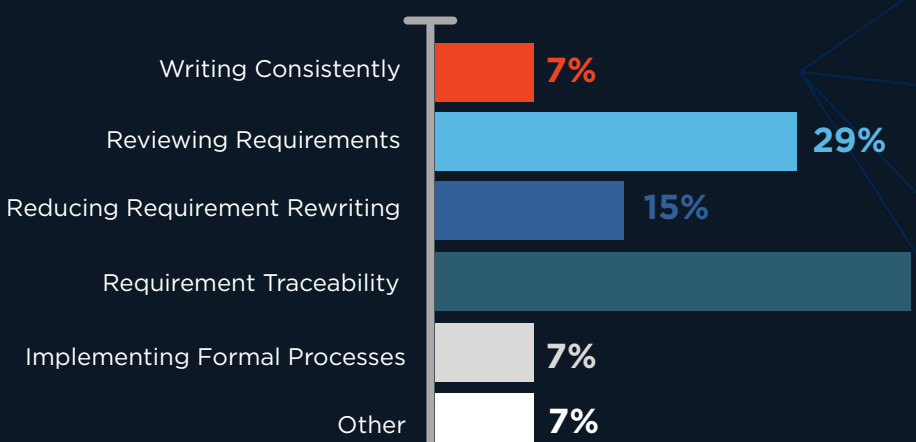 Writing Consistently 7%
Reviewing Requirements 29%
Reducing Requirement Rewriting 15%
Requirement Traceability
Implementing Formal Processes 7%
Other 7%